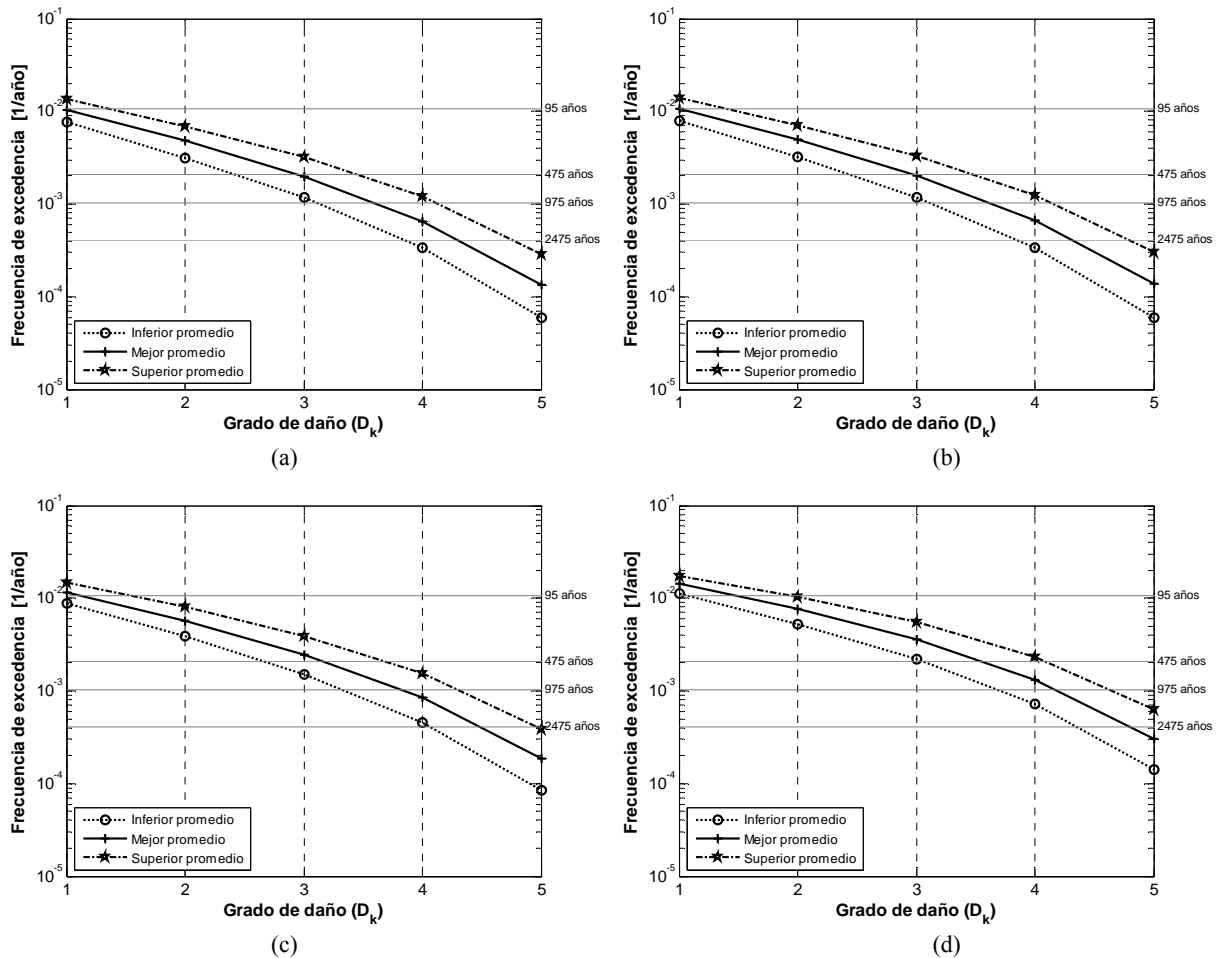 10^-1
10^-2
10^-3
10^-4
10^-5
Frecuencia de excedencia [1/año]
95 años
475 años
975 años
2475 años
Inferior promedio
Mejor promedio
Superior promedio
1 2 3 4 5
Grado de daño (D_k)
(a)
10^-1
10^-2
10^-3
10^-4
10^-5
Frecuencia de excedencia [1/año]
95 años
475 años
975 años
2475 años
Inferior promedio
Mejor promedio
Superior promedio
1 2 3 4 5
Grado de daño (D_k)
(b)
10^-1
10^-2
10^-3
10^-4
10^-5
Frecuencia de excedencia [1/año]
95 años
475 años
975 años
2475 años
Inferior promedio
Mejor promedio
Superior promedio
1 2 3 4 5
Grado de daño (D_k)
(c)
10^-1
10^-2
10^-3
10^-4
10^-5
Frecuencia de excedencia [1/año]
95 años
475 años
975 años
2475 años
Inferior promedio
Mejor promedio
Superior promedio
1 2 3 4 5
Grado de daño (D_k)
(d)